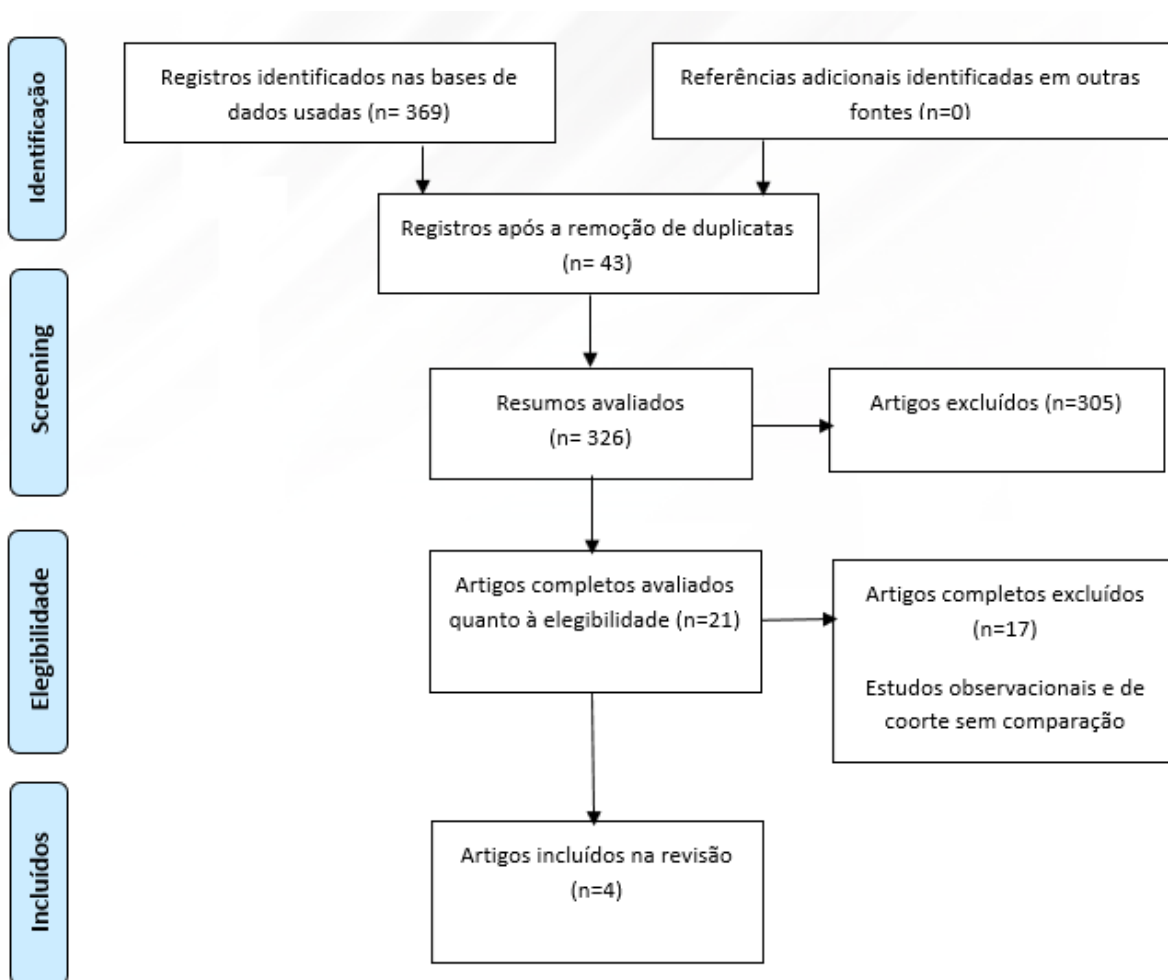 Identificação
Registros identificados nas bases de
dados usadas (n= 369)
Referências adicionais identificadas em outras
fontes (n=0)
Registros após a remoção de duplicatas
(n= 43)
Screening
Resumos avaliados
(n= 326)
Artigos excluídos (n=305)
Elegibilidade
Artigos completos avaliados
quanto à elegibilidade (n=21)
Artigos completos excluídos
(n=17)
Estudos observacionais e de
coorte sem comparação
Incluídos
Artigos incluídos na revisão
(n=4)